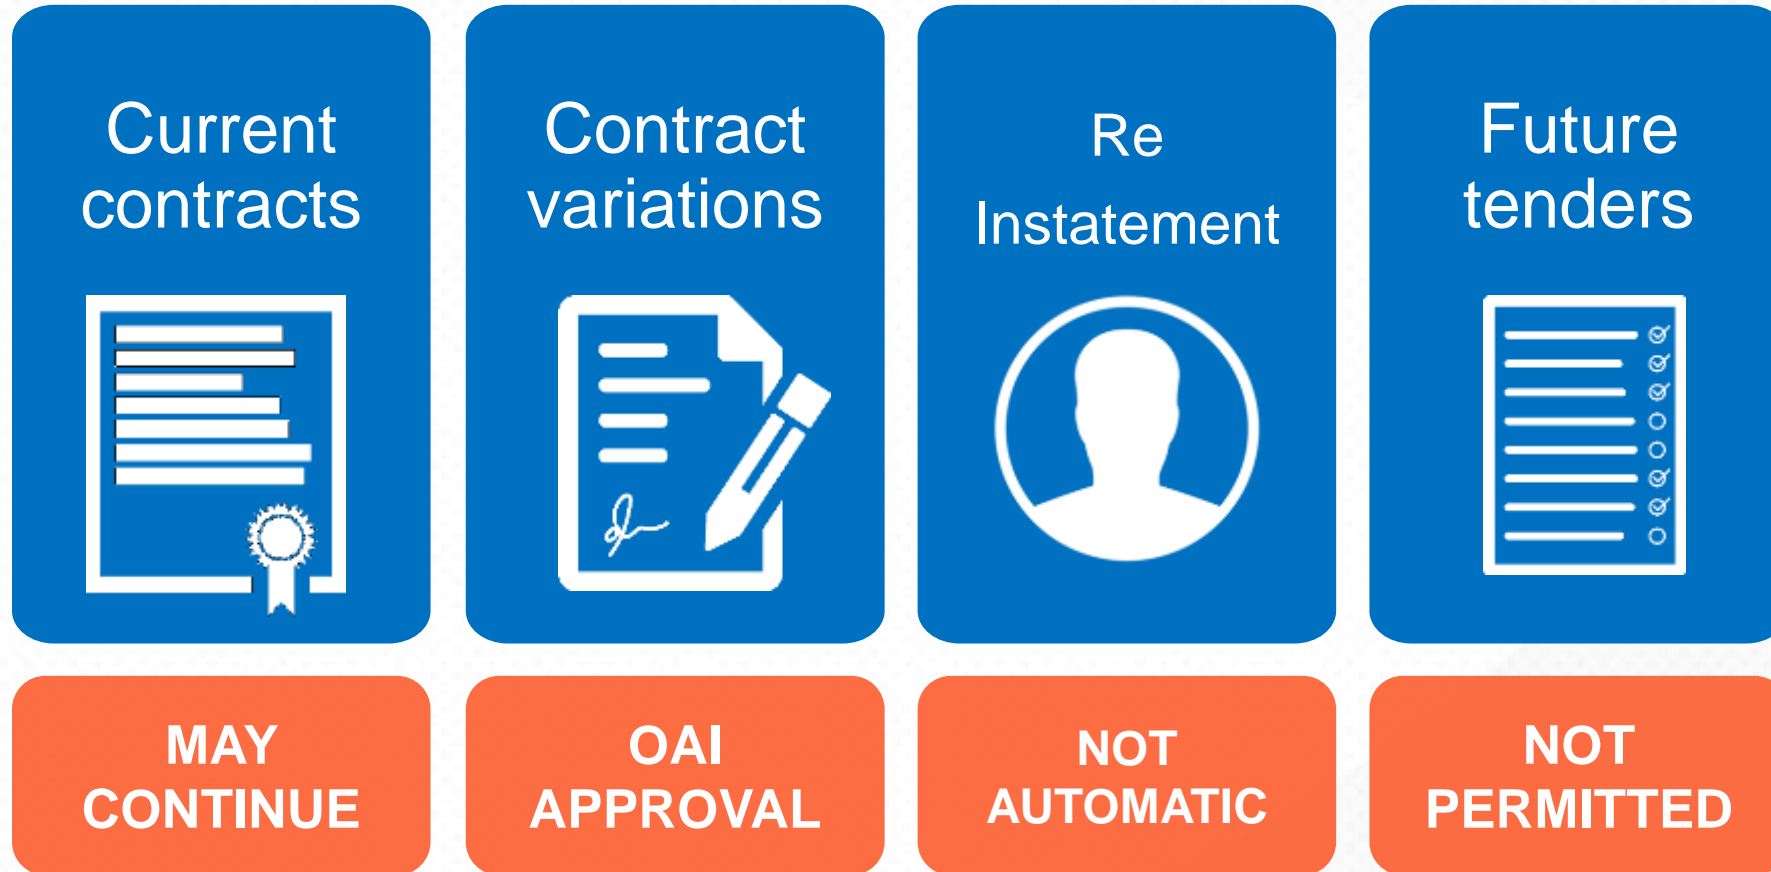 Current
contracts
MAY
CONTINUE
Contract
variations
OAI
APPROVAL
Re
Instatement
NOT
AUTOMATIC
Future
tenders
NOT
PERMITTED